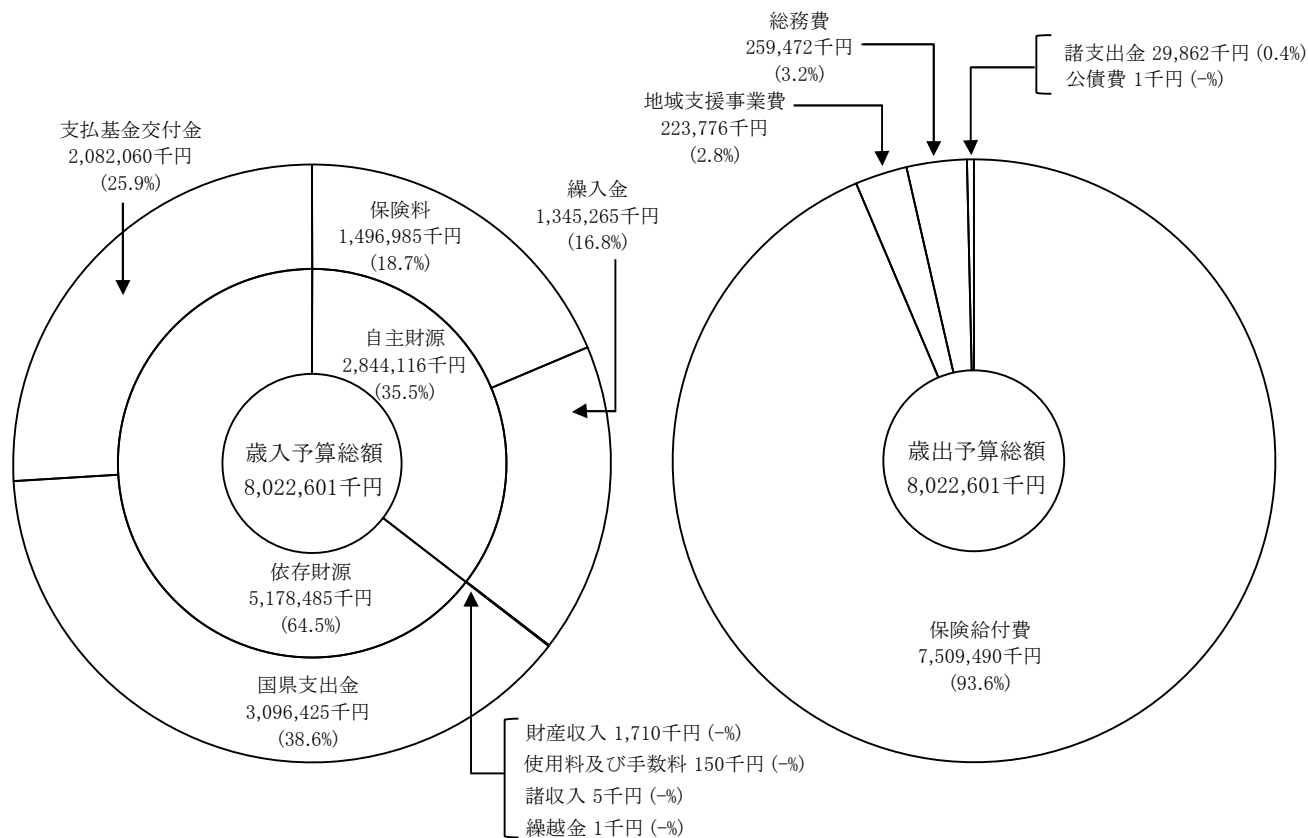 支払基金交付金
2,082,060千円
(25.9%)
保険料
1,496,985千円
(18.7%)
繰入金
1,345,265千円
(16.8%)
自主財源
2,844,116千円
(35.5%)
歳入予算総額
8,022,601千円
依存財源
5,178,485千円
(64.5%)
国県支出金
3,096,425千円
(38.6%)
財産収入 1,710千円 (-%)
使用料及び手数料 150千円 (-%)
諸収入 5千円 (-%)
繰越金 1千円 (-%)
総務費
259,472千円
(3.2%)
諸支出金 29,862千円 (0.4%)
公債費 1千円 (-%)
地域支援事業費
223,776千円
(2.8%)
歳出予算総額
8,022,601千円
保険給付費
7,509,490千円
(93.6%)